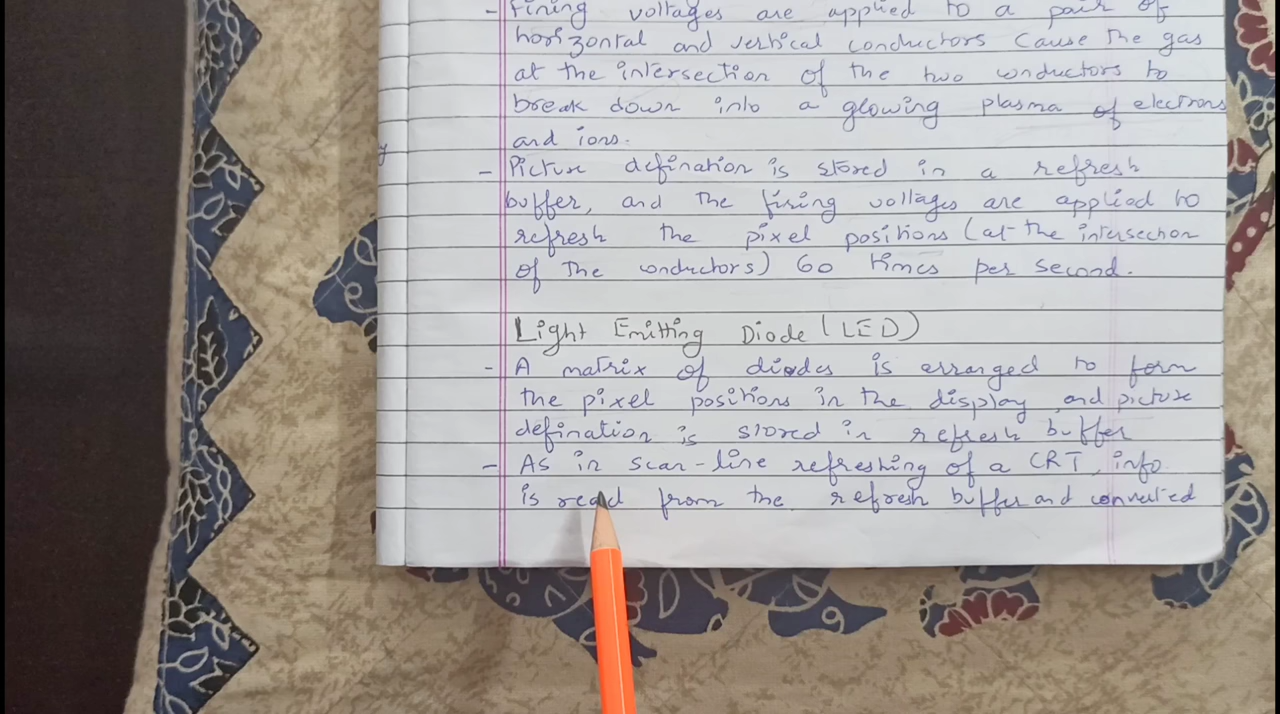 - Firing voltages are applied to a pair of
horizontal and vertical conductors cause the gas
at the intersection of the two conductors to
break down into a glowing plasma of electrons
and ions.
- Picture defination is stored in a refresh
buffer, and the firing voltages are applied to
refresh the pixel positions (at the intersection
of the conductors) 60 times per second.
Light Emitting Diode (LED)
- A matrix of diodes is arranged to form
the pixel positions in the display and picture
defination is stored in refresh buffer
- As in scan-line refreshing of a CRT, info
is read from the refresh buffer and converted